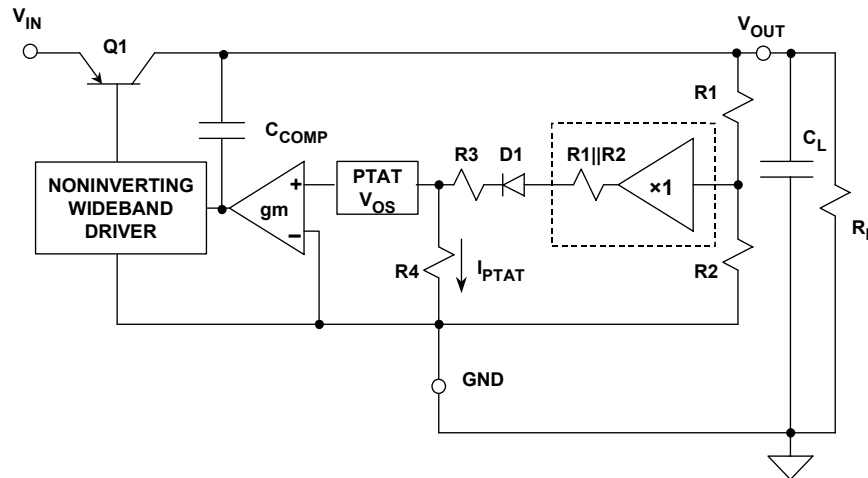 V_IN
Q1
V_OUT
R1
C_COMP
C_L
R3
D1
R1||R2
×1
NONINVERTING
WIDEBAND
DRIVER
+
gm
−
PTAT
V_OS
R4
I_PTAT
R2
GND